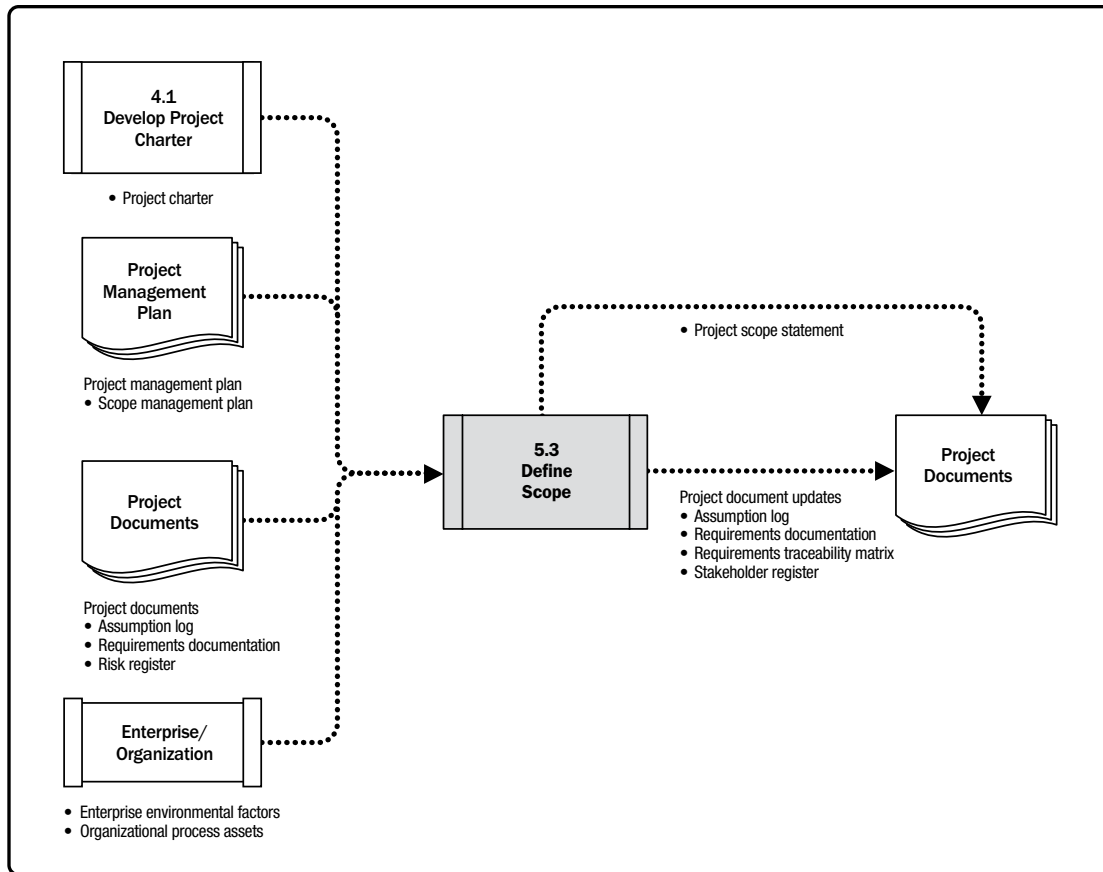 4.1
Develop Project
Charter
• Project charter
Project
Management
Plan
Project management plan
• Scope management plan
Project
Documents
Project documents
• Assumption log
• Requirements documentation
• Risk register
Enterprise/
Organization
• Enterprise environmental factors
• Organizational process assets
5.3
Define
Scope
• Project scope statement
Project document updates
• Assumption log
• Requirements documentation
• Requirements traceability matrix
• Stakeholder register
Project
Documents